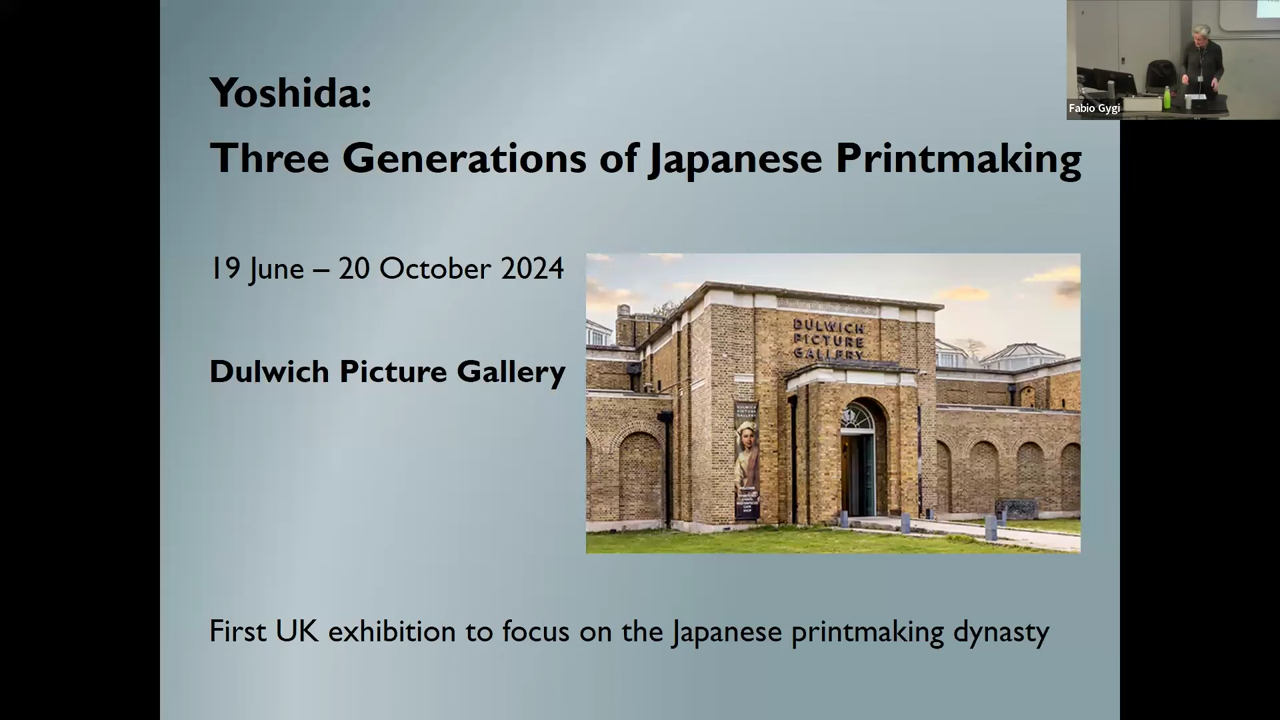 Yoshida:
Three Generations of Japanese Printmaking
Fabio Gygi
19 June – 20 October 2024
DULWICH
PICTURE
GALLERY
Dulwich Picture Gallery
First UK exhibition to focus on the Japanese printmaking dynasty